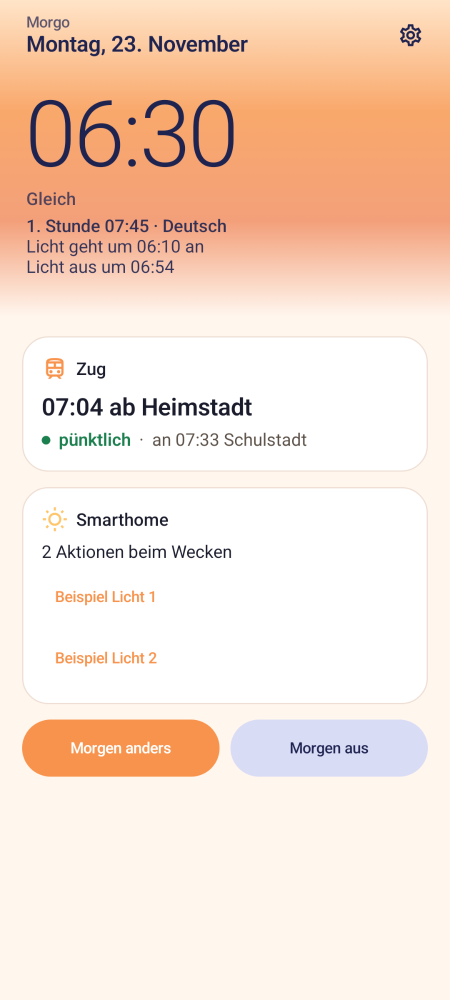 Morgo
Montag, 23. November
06:30
Gleich
1. Stunde 07:45 · Deutsch
Licht geht um 06:10 an
Licht aus um 06:54
Zug
07:04 ab Heimstadt
pünktlich · an 07:33 Schulstadt
Smarthome
2 Aktionen beim Wecken
Beispiel Licht 1
Beispiel Licht 2
Morgen anders
Morgen aus